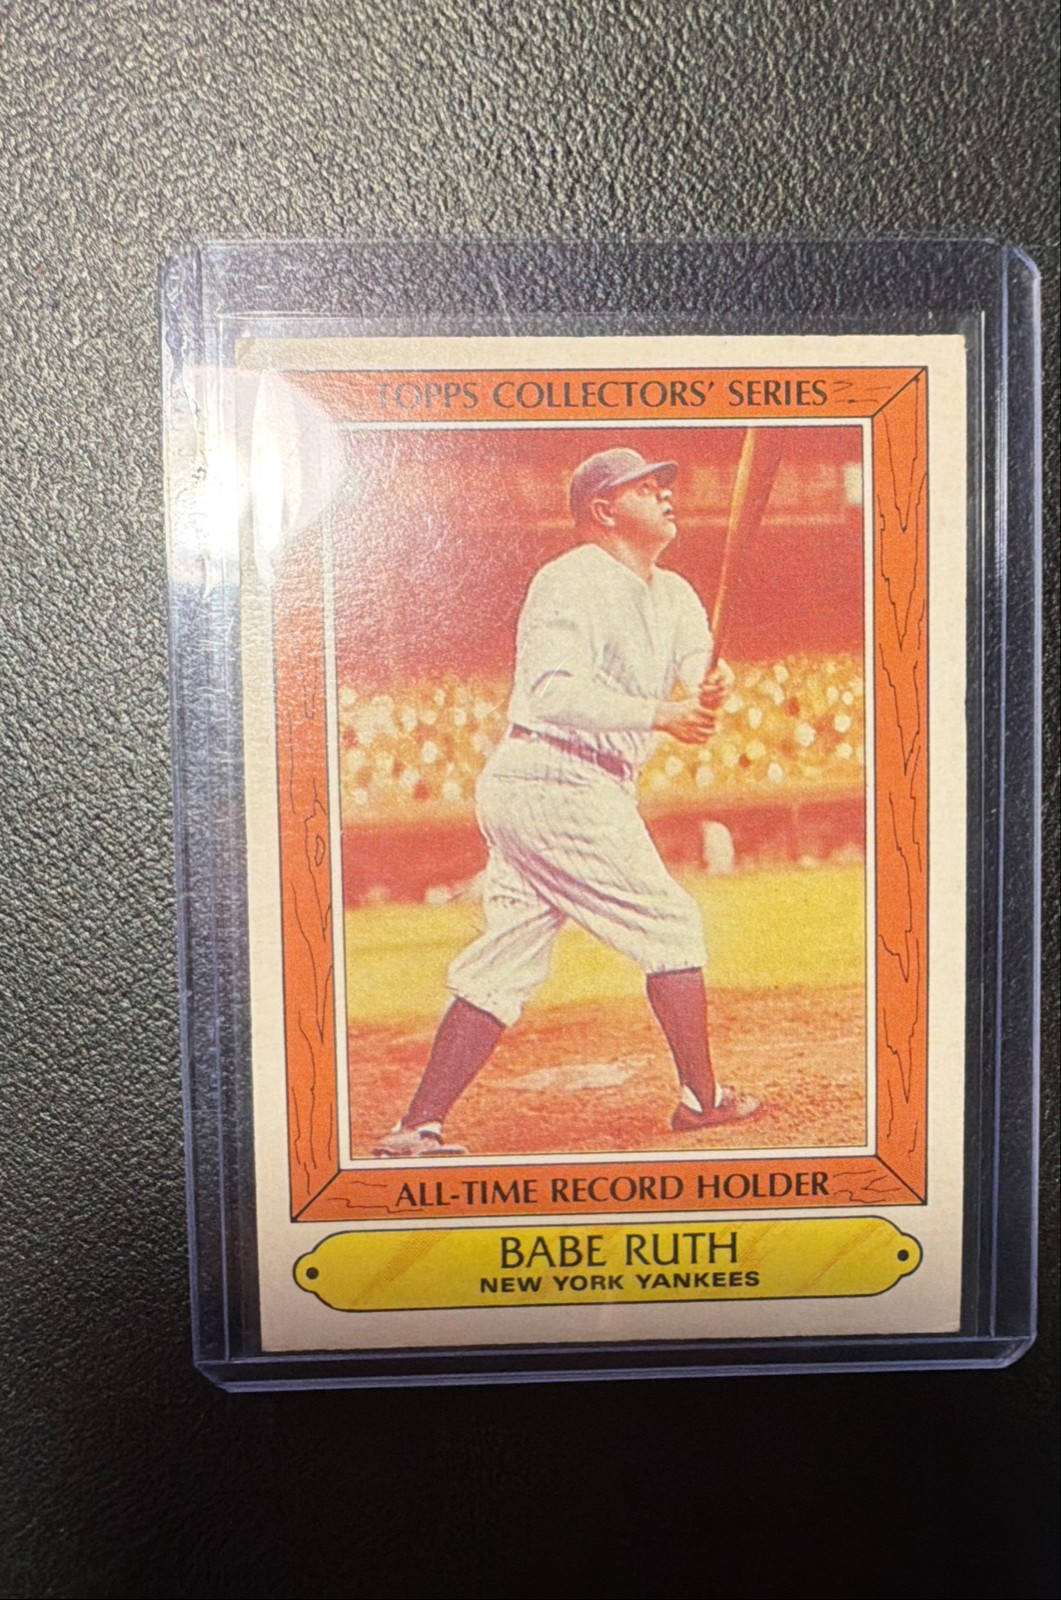 TOPPS COLLECTORS' SERIES
ALL-TIME RECORD HOLDER
BABE RUTH
NEW YORK YANKEES